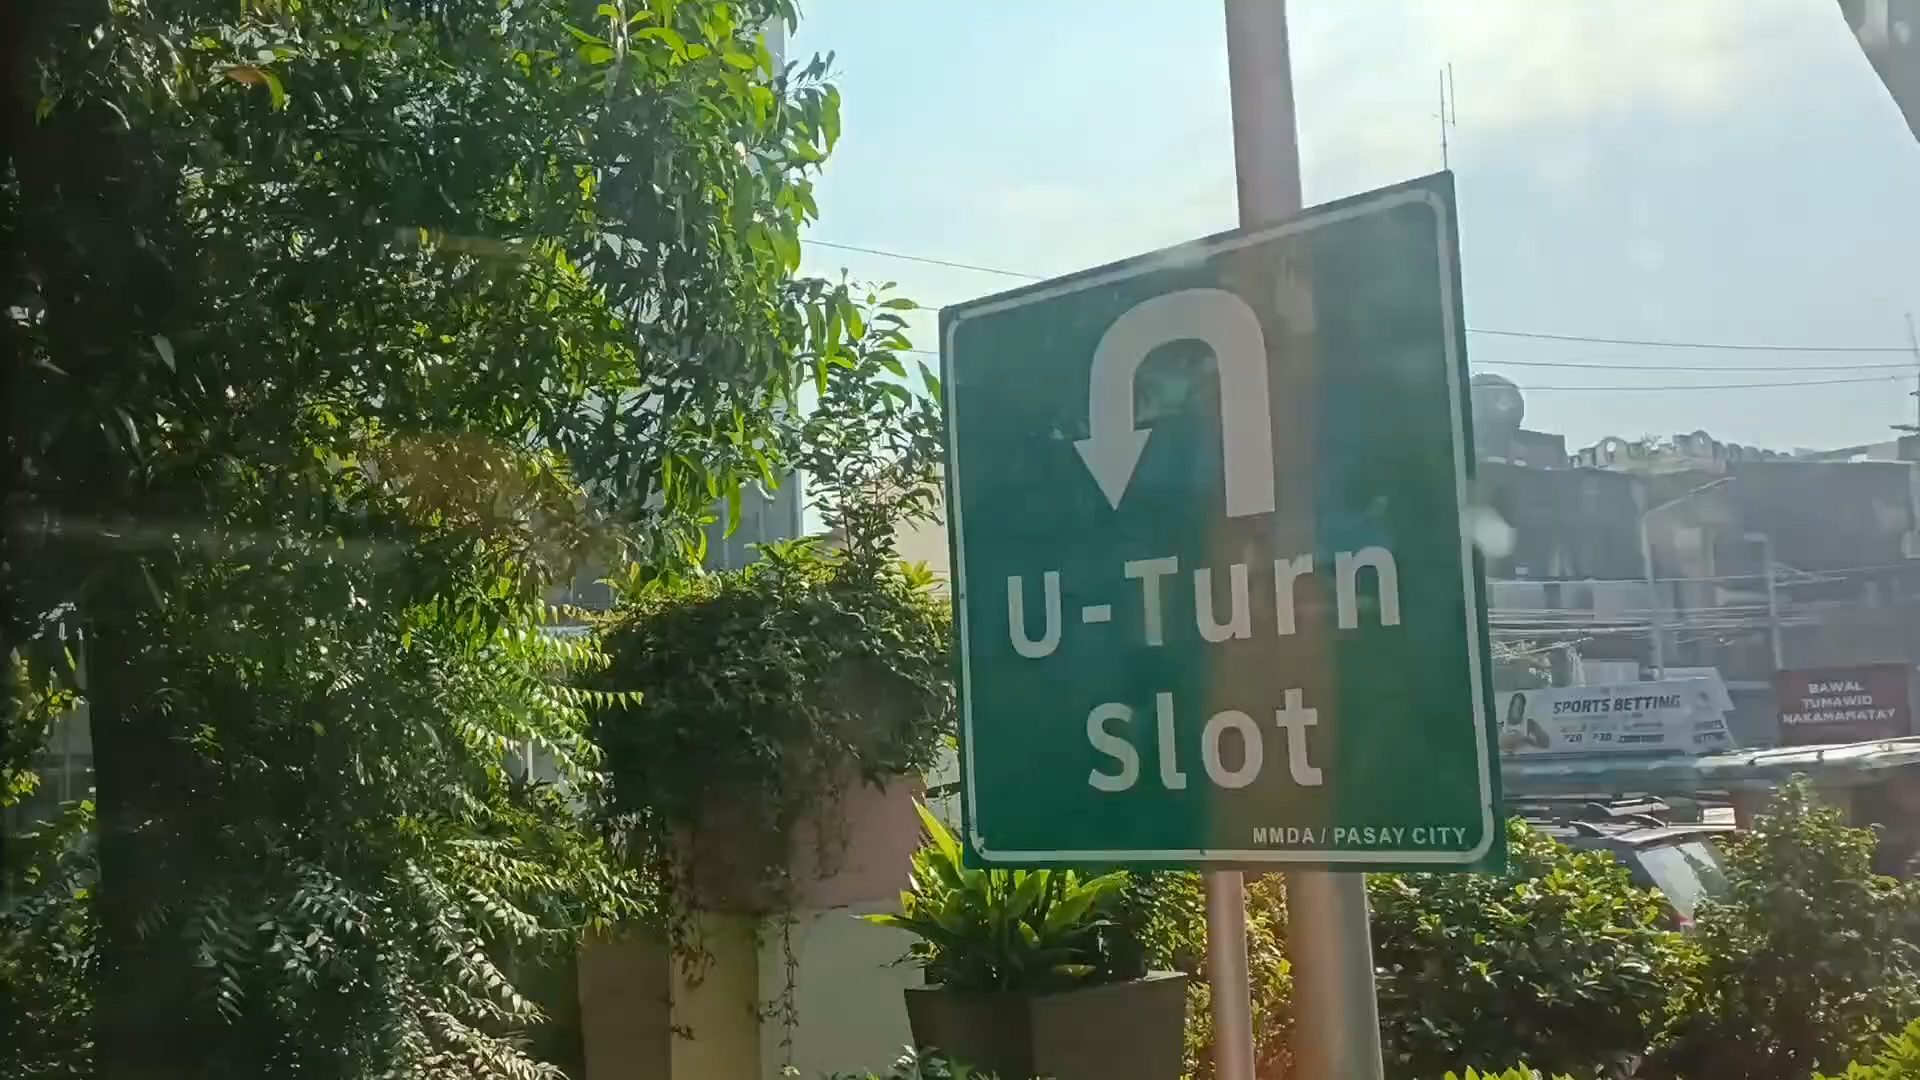 U-Turn
Slot
MMDA / PASAY CITY
SPORTS BETTING
BAWAL
TUMAWID
NAKAMAMATAY